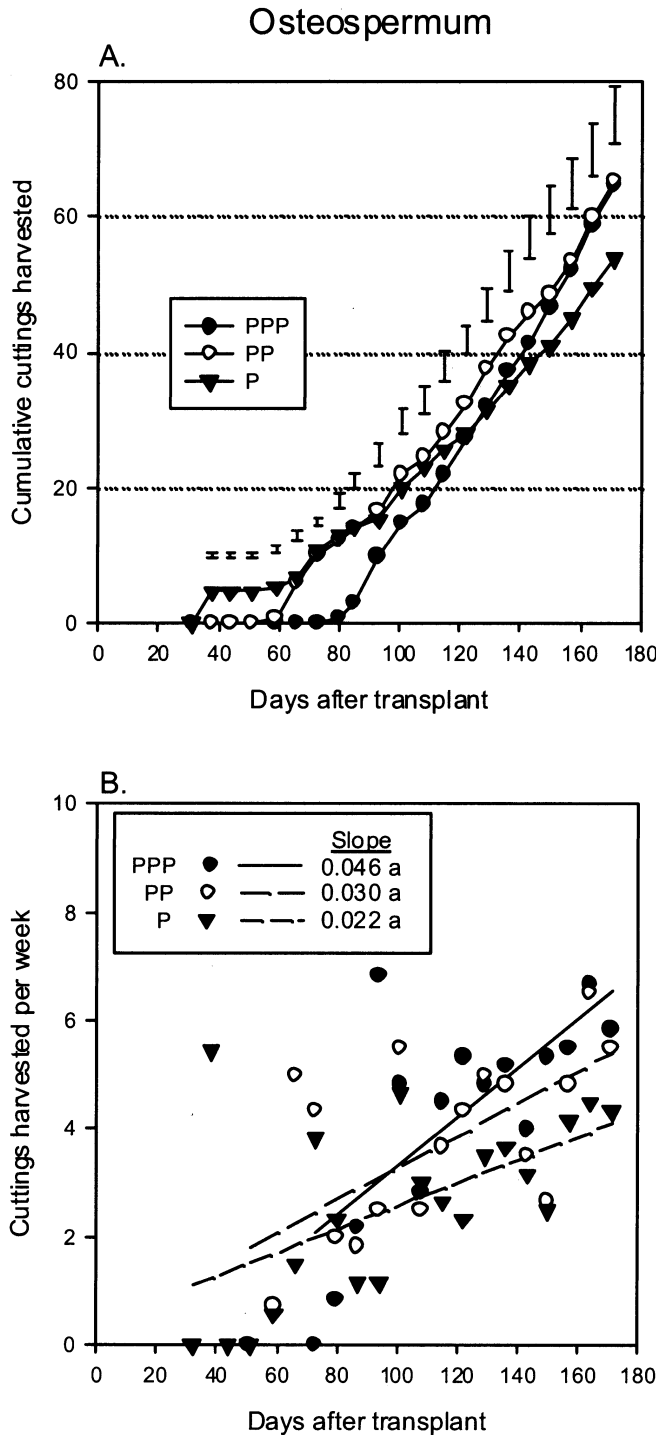 Osteospermum
A.
80
60
40
20
0
Cumulative cuttings harvested
PPP
PP
P
0 20 40 60 80 100 120 140 160 180
Days after transplant
B.
10
8
6
4
2
0
Cuttings harvested per week
Slope
PPP 0.046 a
PP 0.030 a
P 0.022 a
0 20 40 60 80 100 120 140 160 180
Days after transplant